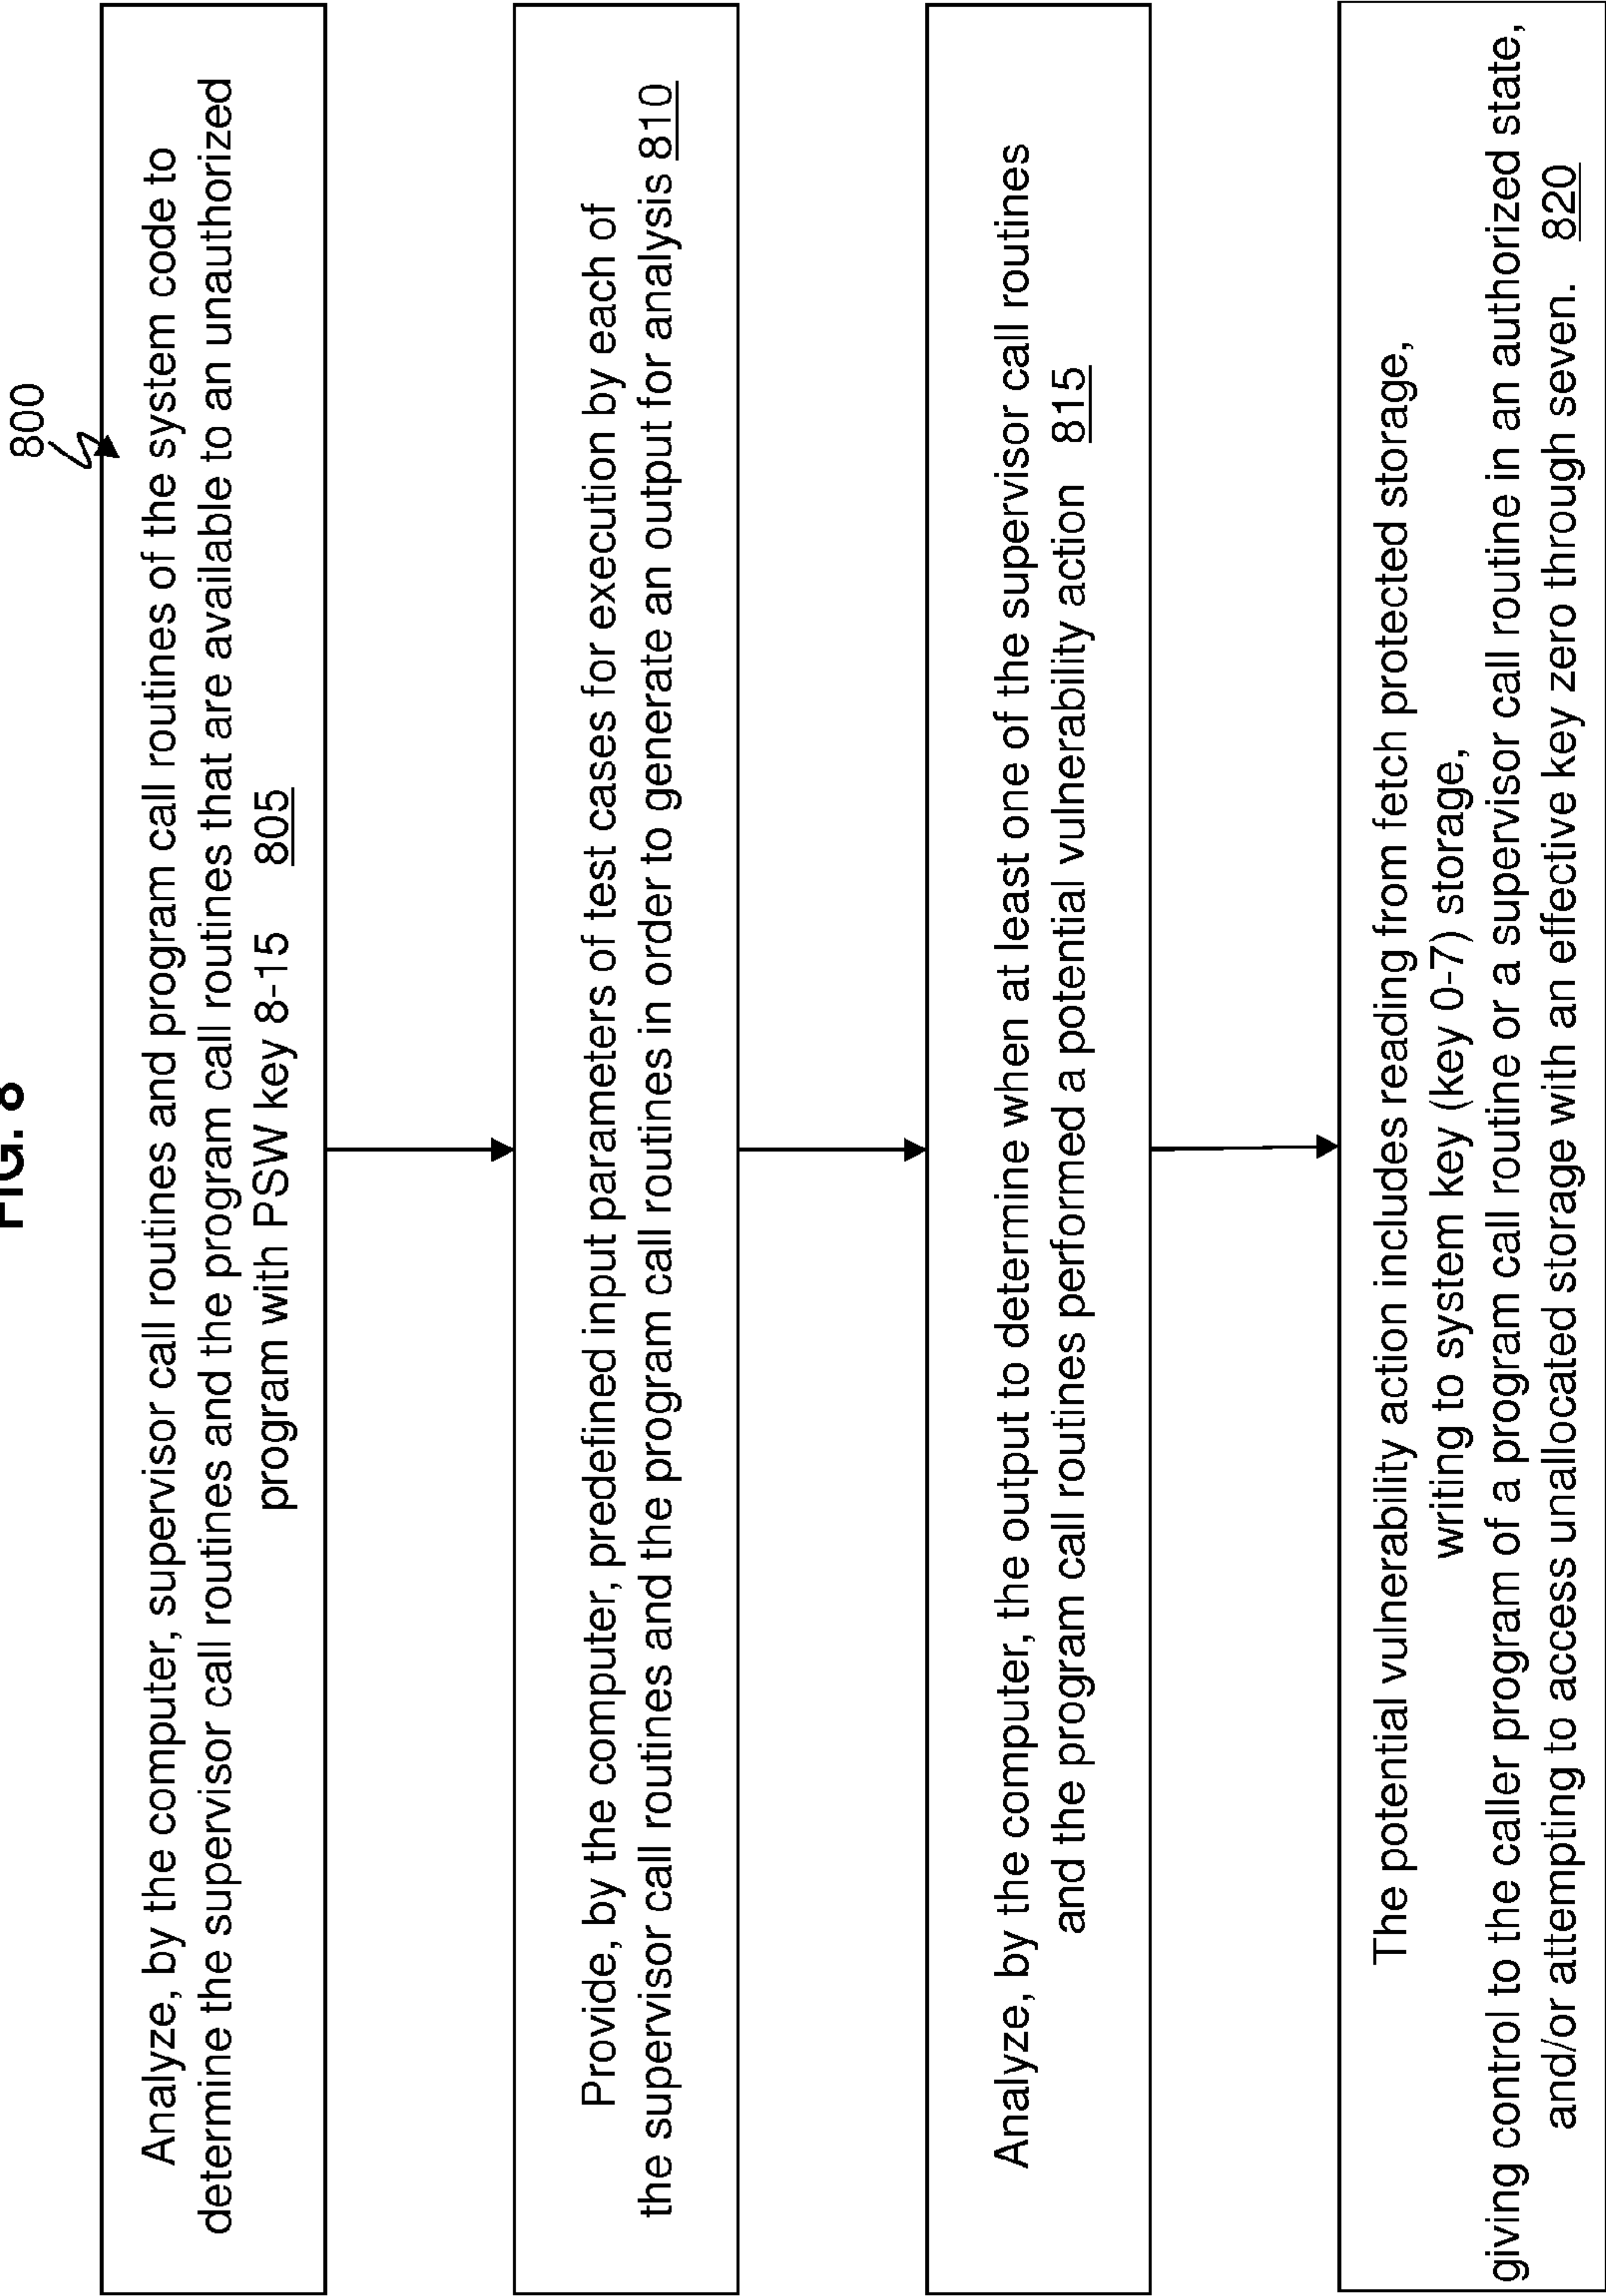 FIG. 8
800
Analyze, by the computer, supervisor call routines and program call routines of the system code to
determine the supervisor call routines and the program call routines that are available to an unauthorized
program with PSW key 8-15 805
Provide, by the computer, predefined input parameters of test cases for execution by each of
the supervisor call routines and the program call routines in order to generate an output for analysis 810
Analyze, by the computer, the output to determine when at least one of the supervisor call routines
and the program call routines performed a potential vulnerability action 815
The potential vulnerability action includes reading from fetch protected storage,
writing to system key (key 0-7) storage,
giving control to the caller program of a program call routine or a supervisor call routine in an authorized state,
and/or attempting to access unallocated storage with an effective key zero through seven. 820